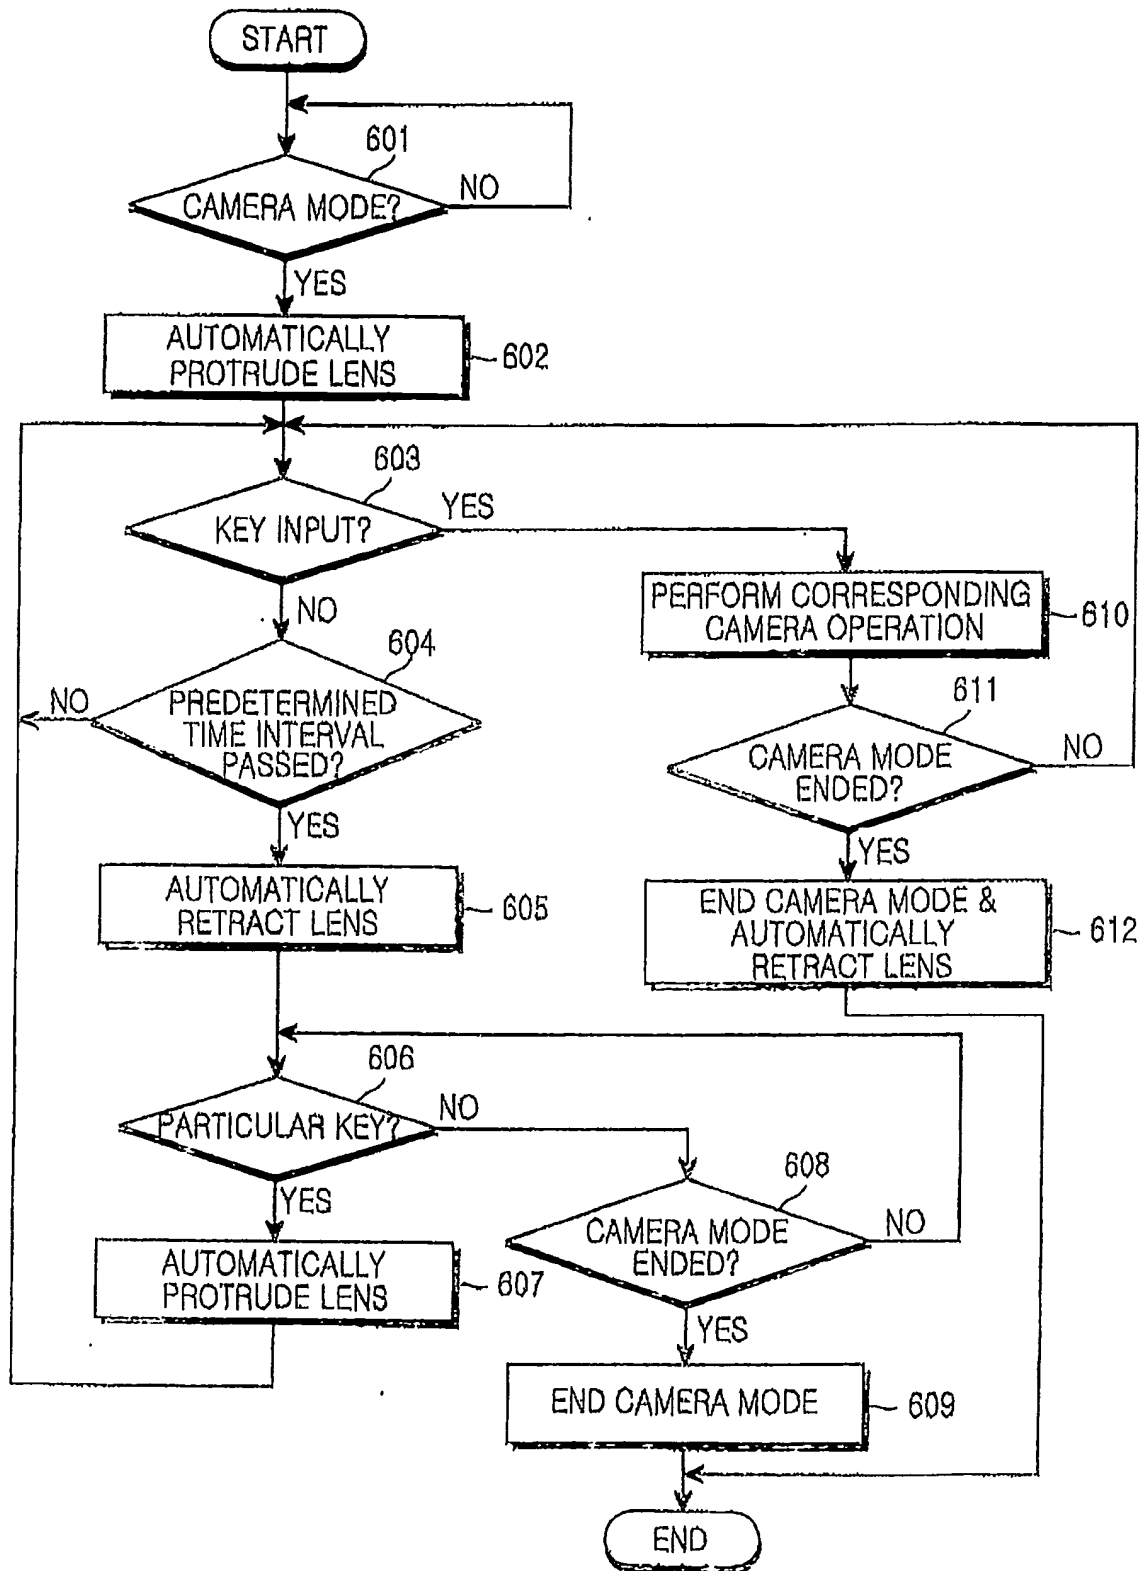 START
601
CAMERA MODE?
NO
YES
AUTOMATICALLY
PROTRUDE LENS
602
603
KEY INPUT?
YES
NO
PERFORM CORRESPONDING
CAMERA OPERATION
610
604
PREDETERMINED
TIME INTERVAL
PASSED?
NO
YES
611
CAMERA MODE
ENDED?
NO
YES
AUTOMATICALLY
RETRACT LENS
605
END CAMERA MODE &
AUTOMATICALLY
RETRACT LENS
612
606
PARTICULAR KEY?
NO
YES
608
CAMERA MODE
ENDED?
NO
YES
AUTOMATICALLY
PROTRUDE LENS
607
END CAMERA MODE
609
END